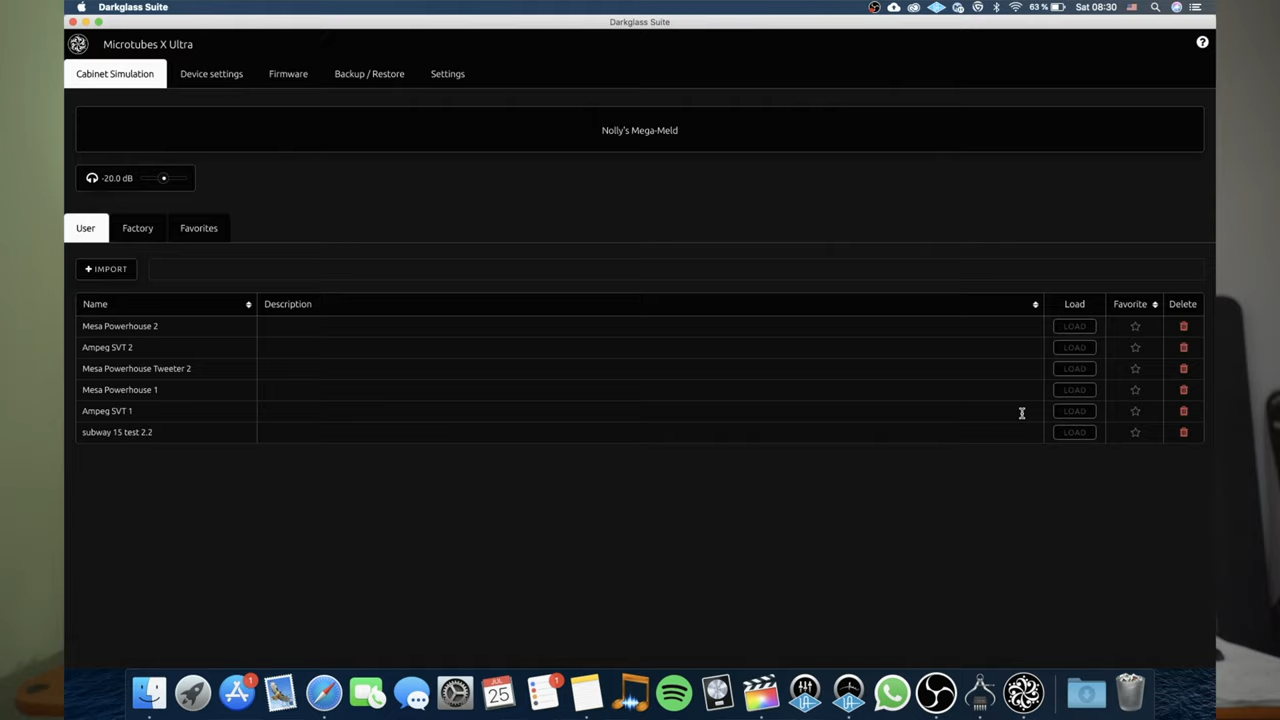 Darkglass Suite
63 %
Sat 08:30
Darkglass Suite
Microtubes X Ultra
?
Cabinet Simulation
Device settings
Firmware
Backup / Restore
Settings
Nolly's Mega-Meld
-20.0 dB
User
Factory
Favorites
+ IMPORT
Name
Description
Load
Favorite
Delete
Mesa Powerhouse 2
LOAD
Ampeg SVT 2
LOAD
Mesa Powerhouse Tweeter 2
LOAD
Mesa Powerhouse 1
LOAD
Ampeg SVT 1
LOAD
subway 15 test 2.2
LOAD
1
JUL
25
1